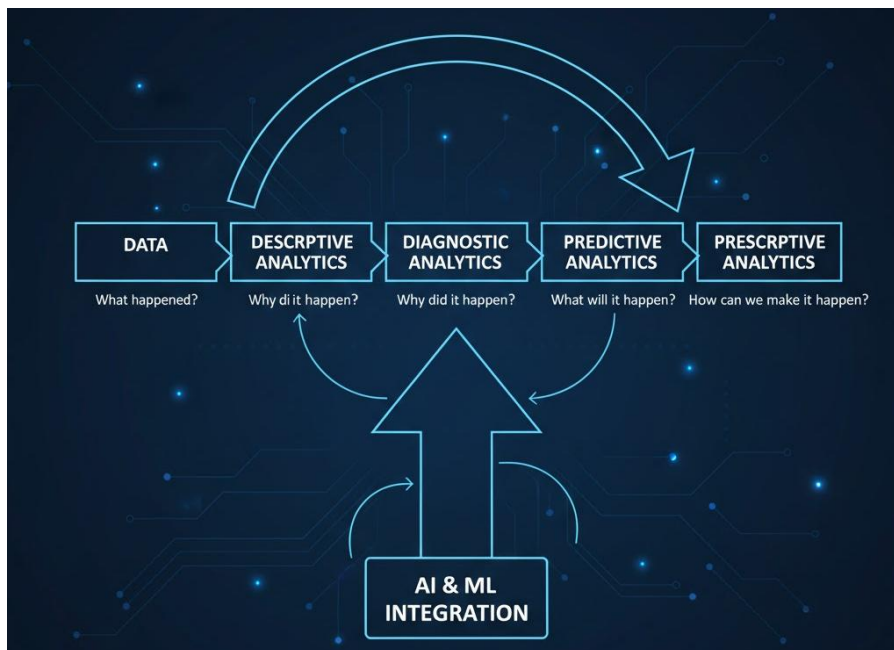 DATA
DESCRPTIVE
ANALYTICS
DIAGNOSTIC
ANALYTICS
PREDICTIVE
ANALYTICS
PRESCRPTIVE
ANALYTICS
What happened?
Why di it happen?
Why did it happen?
What will it happen?
How can we make it happen?
AI & ML
INTEGRATION